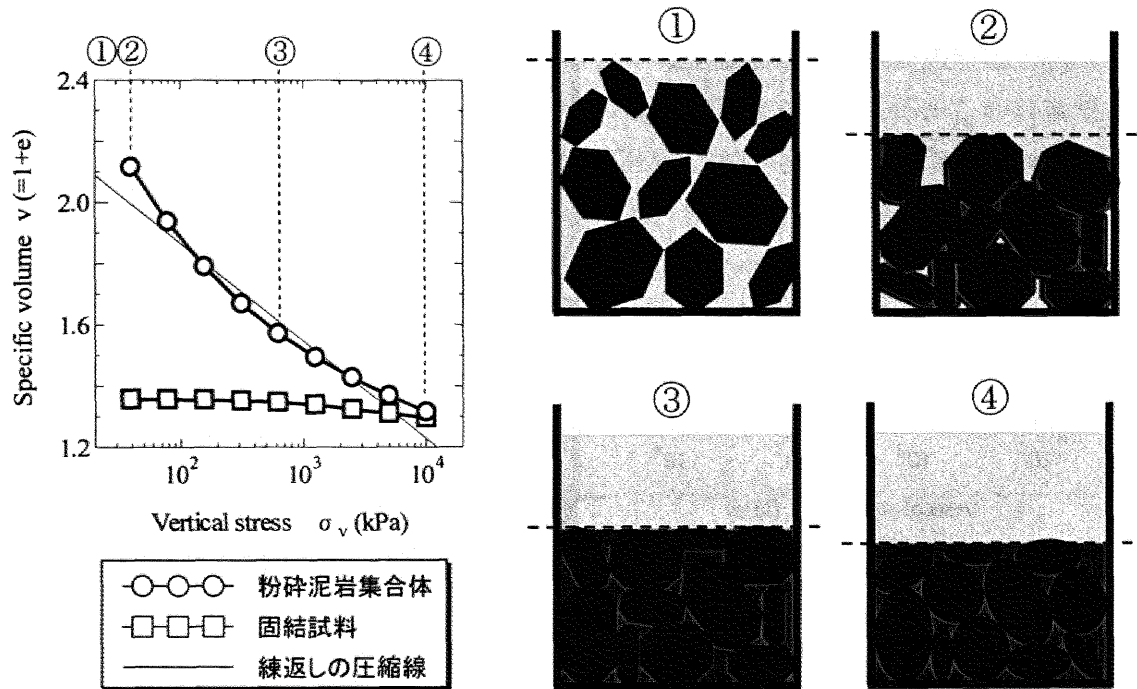 ①② ③ ④
2.4
2.0
1.6
1.2
10² 10³ 10⁴
Specific volume v (=1+e)
Vertical stress σv (kPa)
粉砕泥岩集合体
固結試料
練返しの圧縮線
①
②
③
④